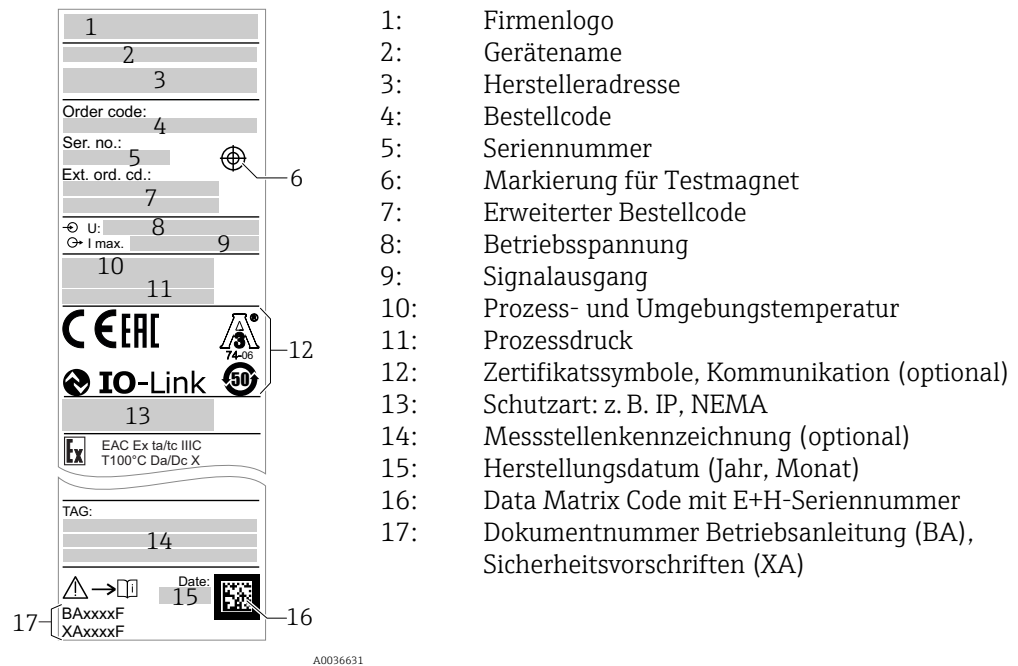 1
2
3
Order code:
4
Ser. no.:
5
6
Ext. ord. cd.:
7
U: 8
I max. 9
10
11
CE EAC A3®
74-06
12
IO-Link 50
13
Ex EAC Ex ta/tc IIIC
T100°C Da/Dc X
TAG:
14
Date:
15
16
17
BAxxxxF
XAxxxxF
A0036631
1: Firmenlogo
2: Gerätename
3: Herstelleradresse
4: Bestellcode
5: Seriennummer
6: Markierung für Testmagnet
7: Erweiterter Bestellcode
8: Betriebsspannung
9: Signalausgang
10: Prozess- und Umgebungstemperatur
11: Prozessdruck
12: Zertifikatssymbole, Kommunikation (optional)
13: Schutzart: z. B. IP, NEMA
14: Messstellenkennzeichnung (optional)
15: Herstellungsdatum (Jahr, Monat)
16: Data Matrix Code mit E+H-Seriennummer
17: Dokumentnummer Betriebsanleitung (BA),
Sicherheitsvorschriften (XA)